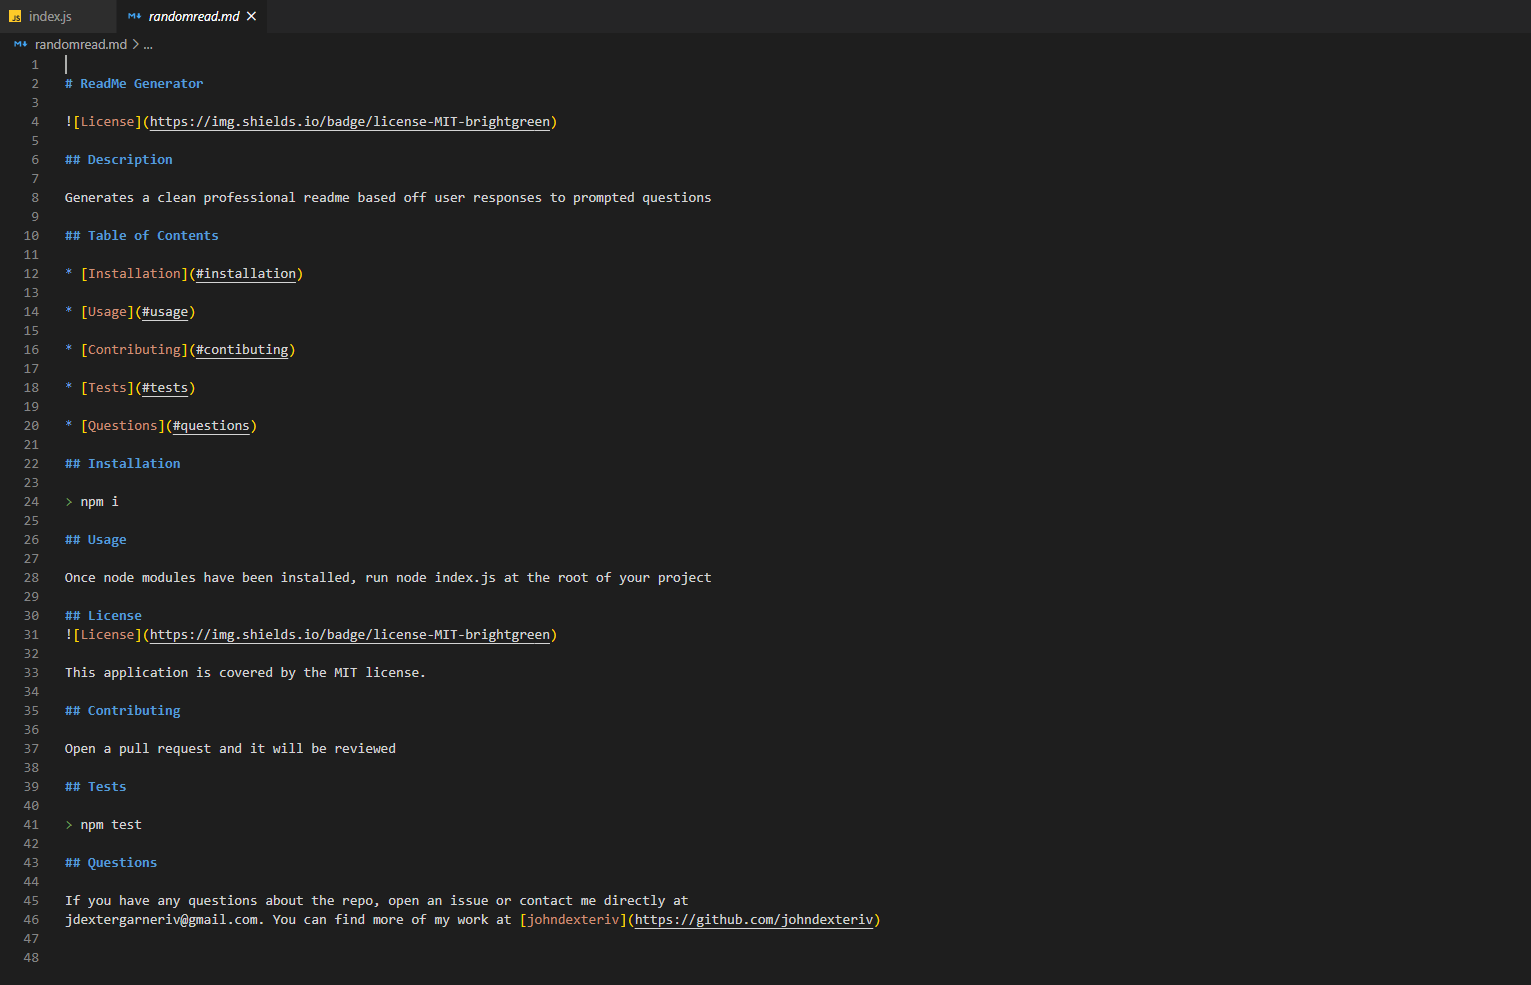 index.js
randomread.md
randomread.md > ...
1
2 # ReadMe Generator
3
4 ![License](https://img.shields.io/badge/license-MIT-brightgreen)
5
6 ## Description
7
8 Generates a clean professional readme based off user responses to prompted questions
9
10 ## Table of Contents
11
12 * [Installation](#installation)
13
14 * [Usage](#usage)
15
16 * [Contributing](#contibuting)
17
18 * [Tests](#tests)
19
20 * [Questions](#questions)
21
22 ## Installation
23
24 > npm i
25
26 ## Usage
27
28 Once node modules have been installed, run node index.js at the root of your project
29
30 ## License
31 ![License](https://img.shields.io/badge/license-MIT-brightgreen)
32
33 This application is covered by the MIT license.
34
35 ## Contributing
36
37 Open a pull request and it will be reviewed
38
39 ## Tests
40
41 > npm test
42
43 ## Questions
44
45 If you have any questions about the repo, open an issue or contact me directly at
46 jdextergarneriv@gmail.com. You can find more of my work at [johndexteriv](https://github.com/johndexteriv)
47
48